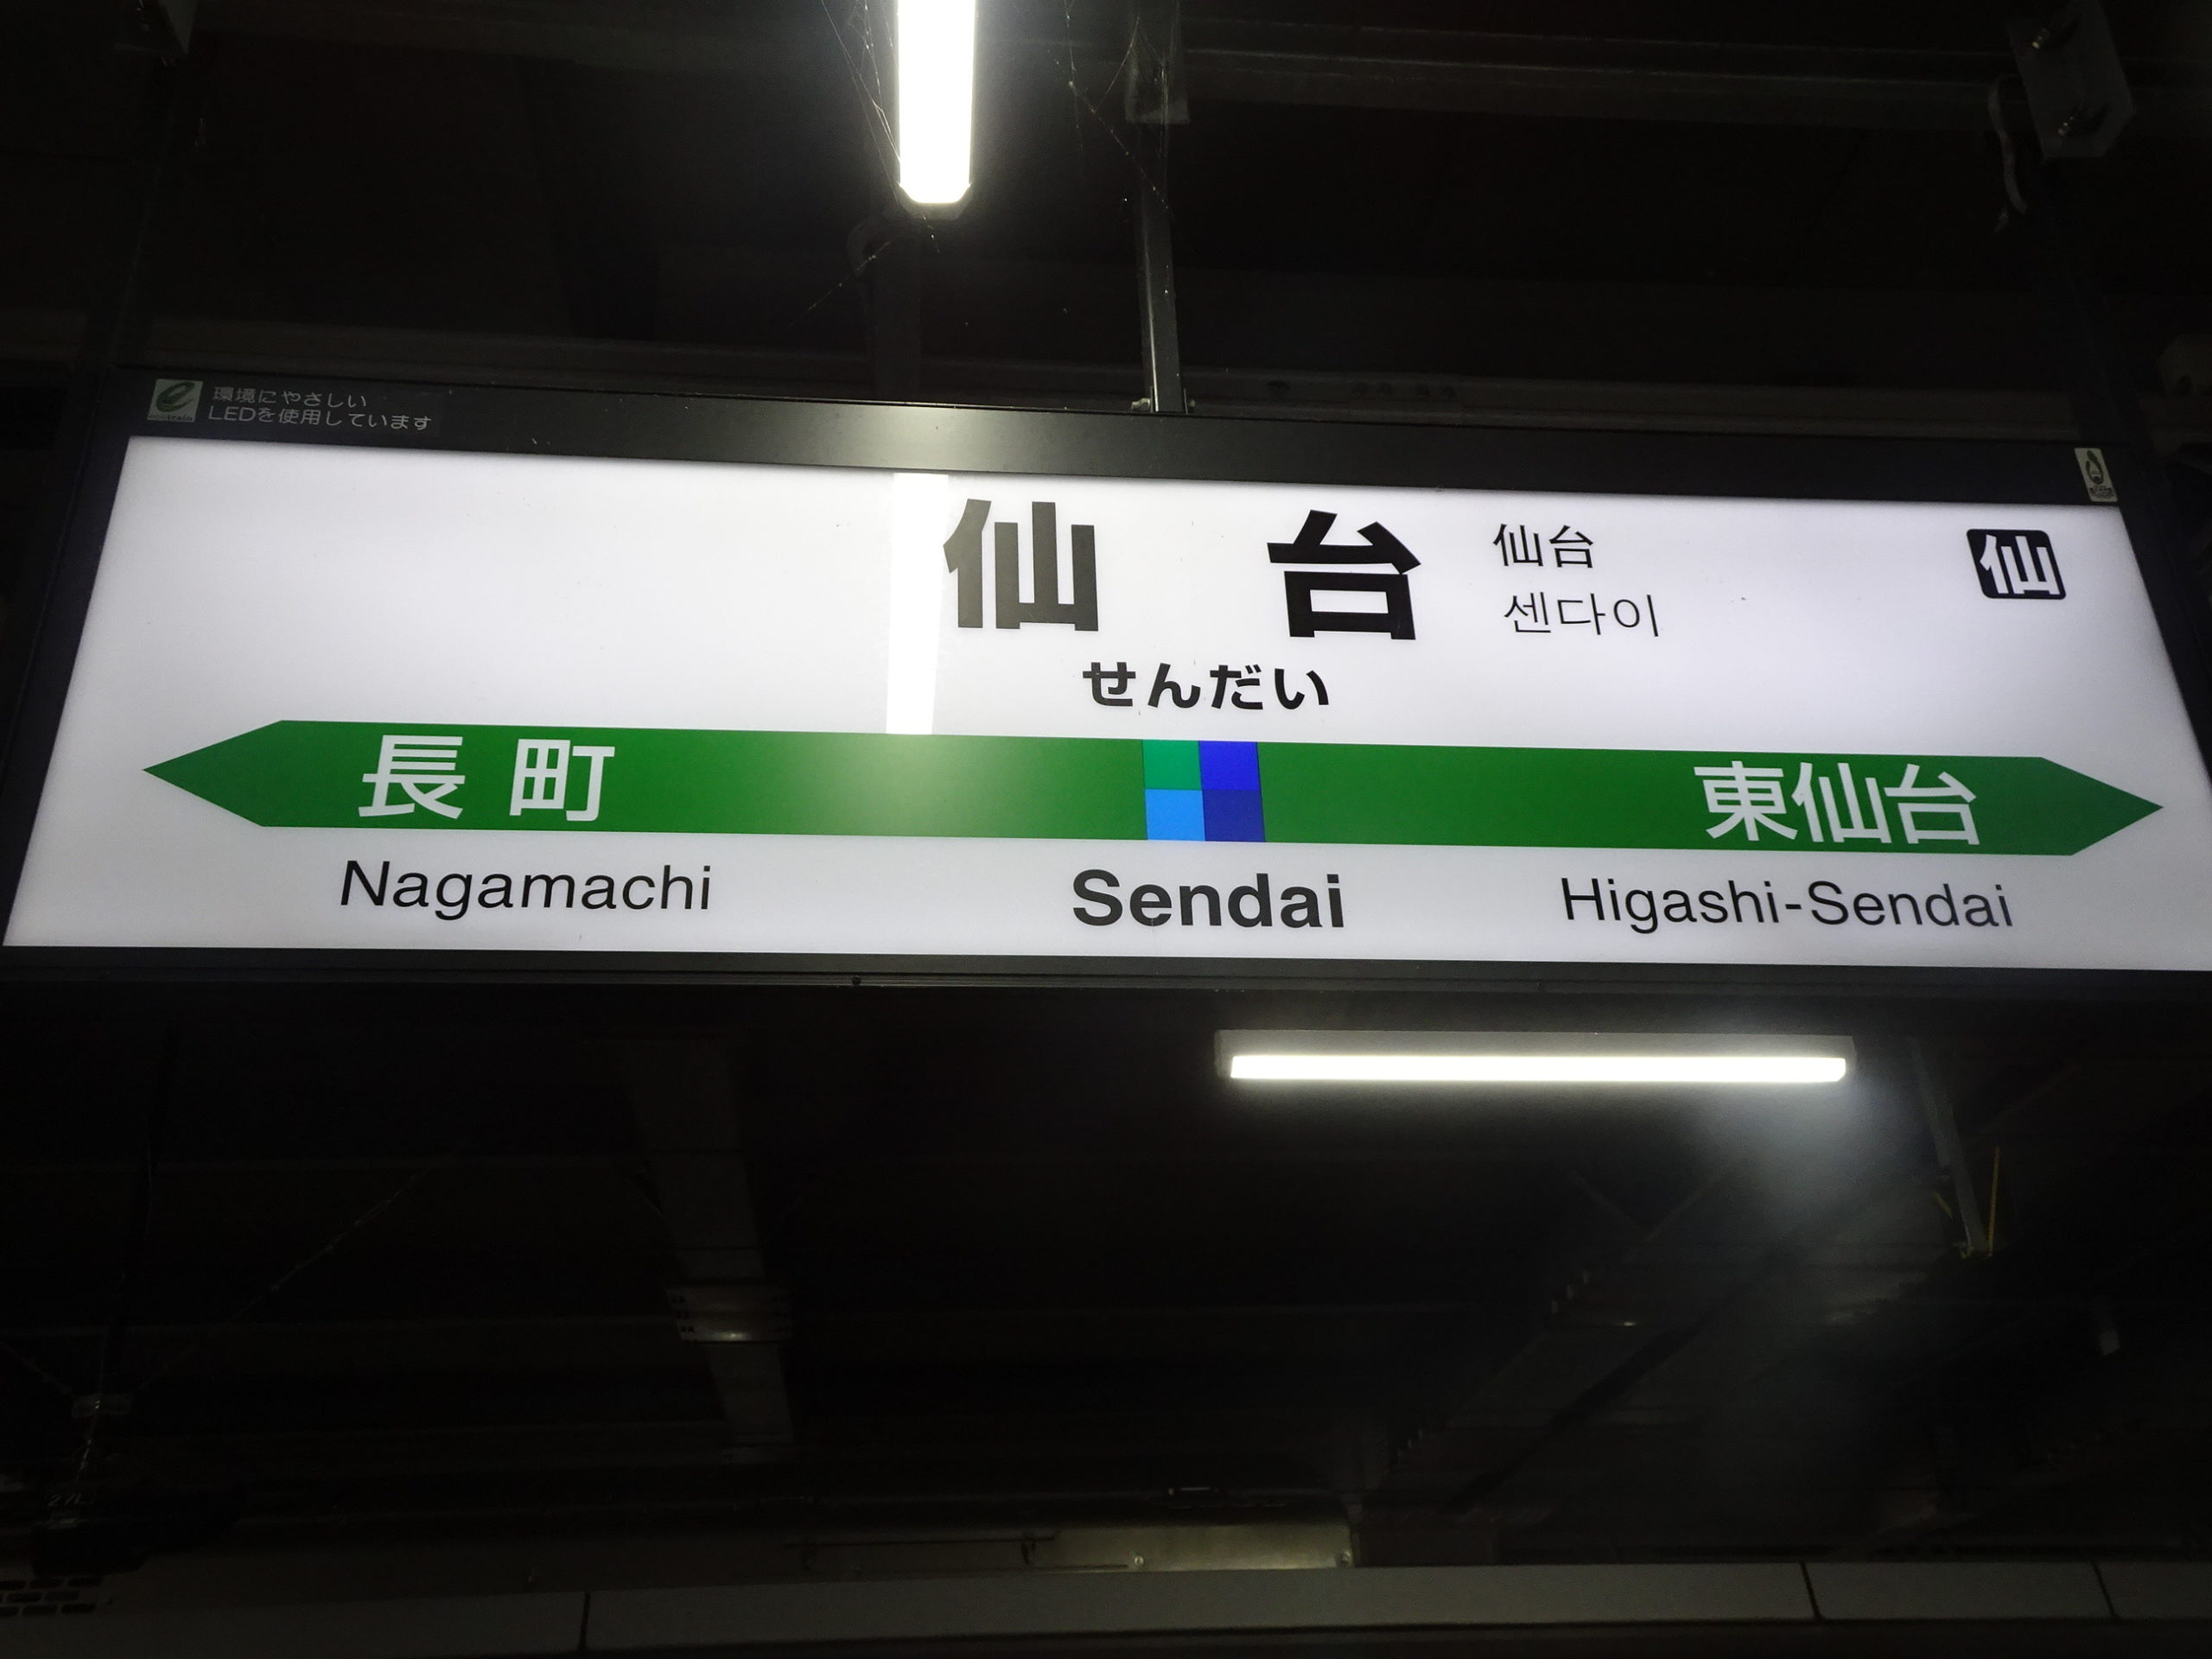 環境にやさしい
LEDを使用しています
仙台
仙台
센다이
仙
せんだい
長町
東仙台
Nagamachi
Sendai
Higashi-Sendai